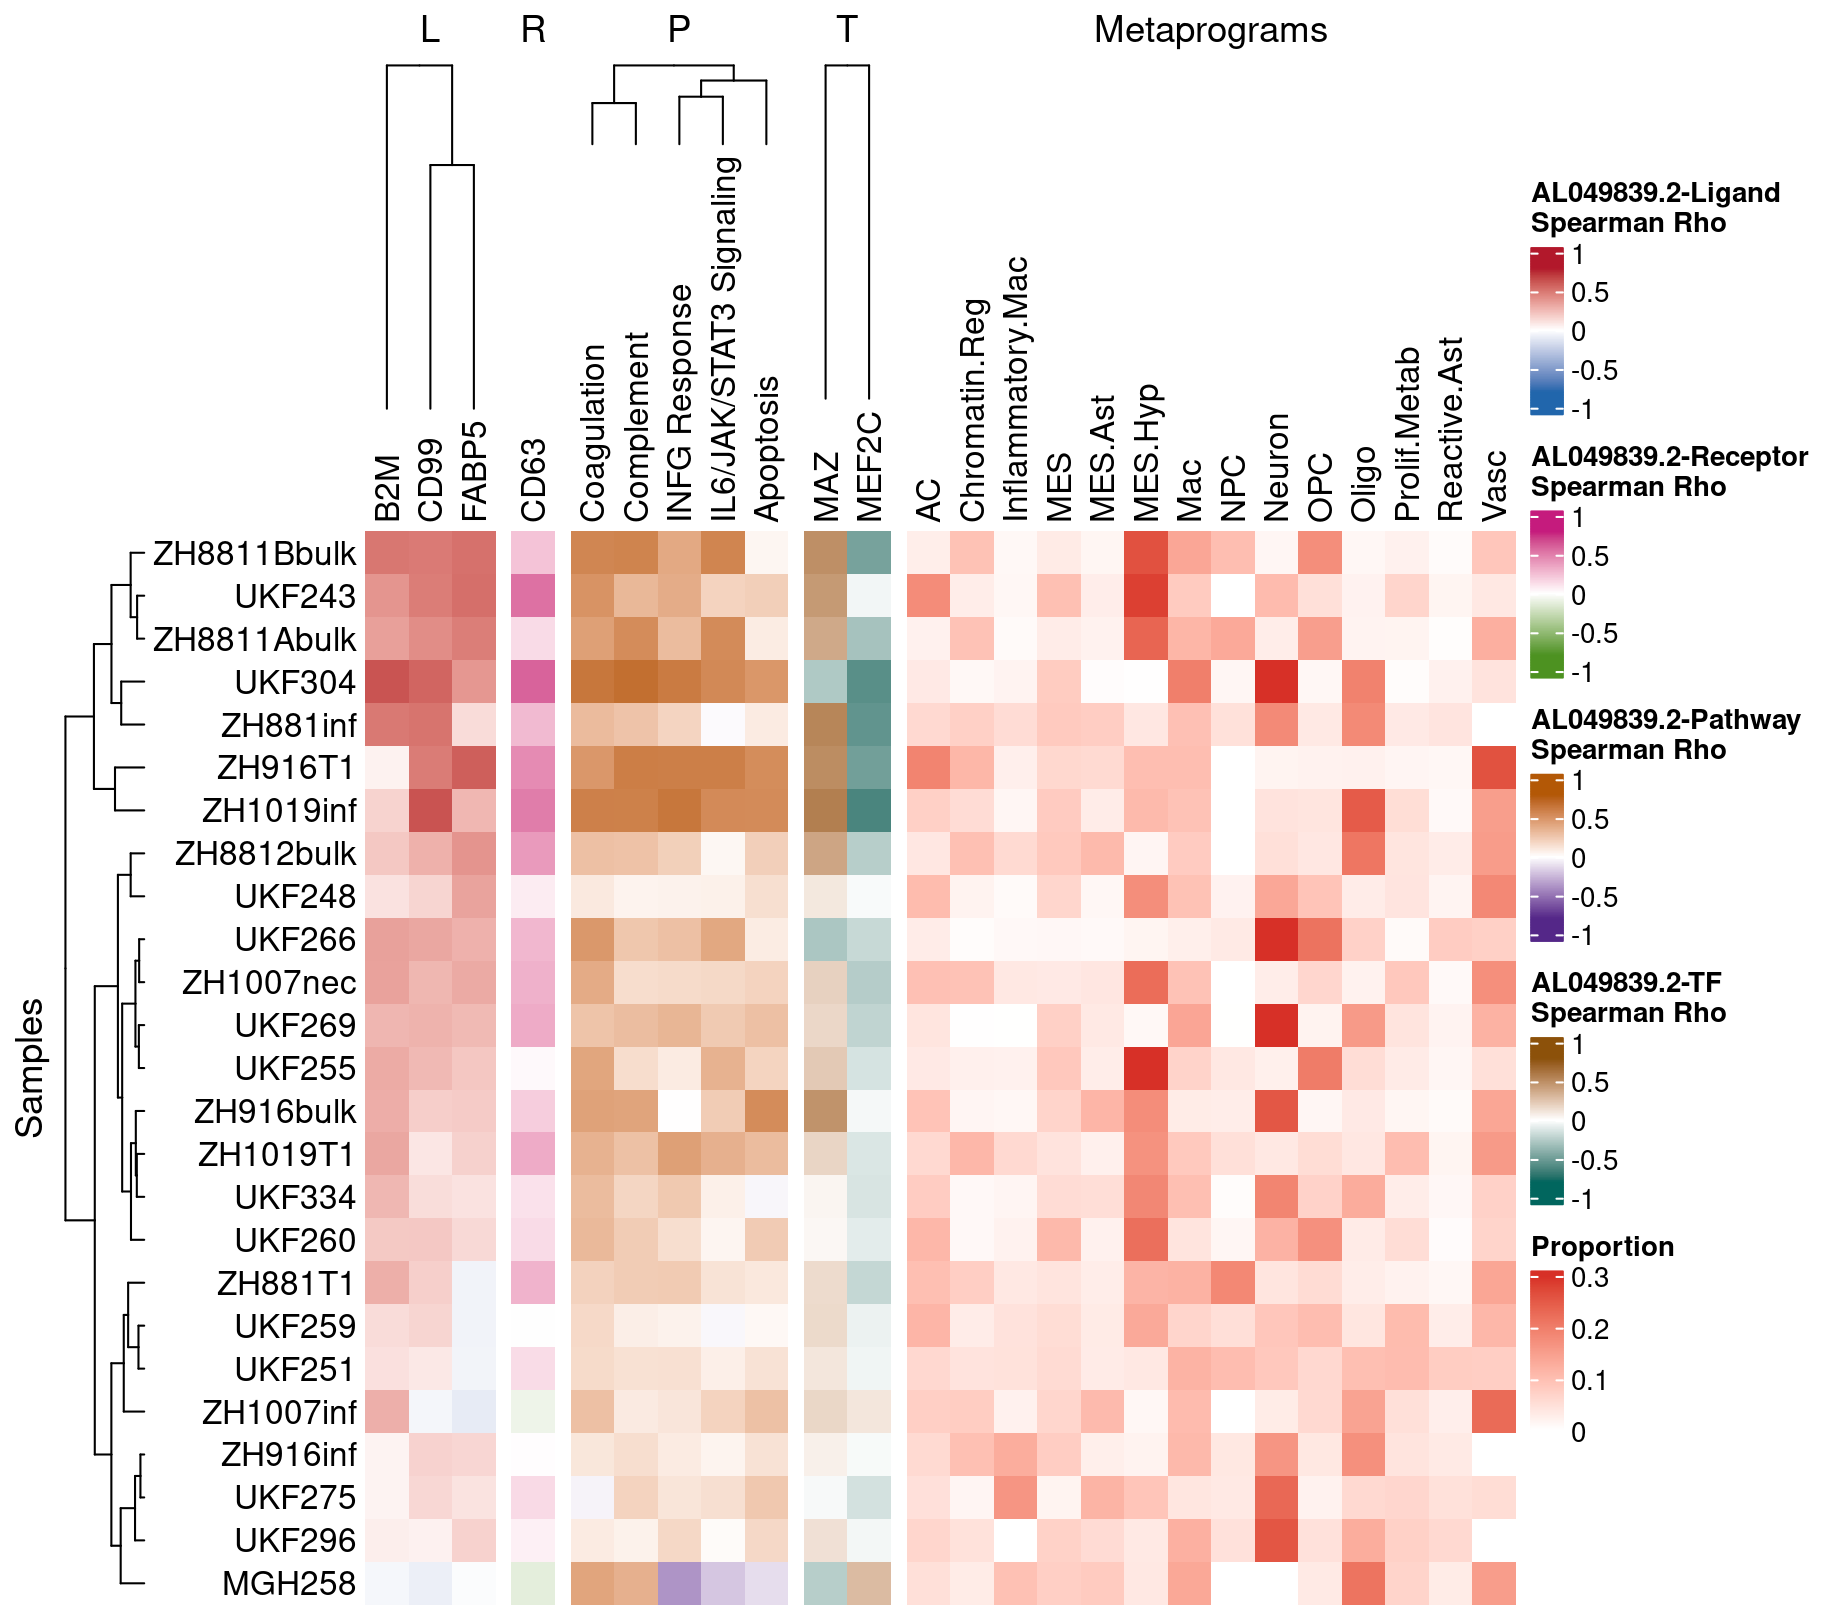 L R P T Metaprograms
B2M
CD99
FABP5
CD63
Coagulation
Complement
INFG Response
IL6/JAK/STAT3 Signaling
Apoptosis
MAZ
MEF2C
AC
Chromatin.Reg
Inflammatory.Mac
MES
MES.Ast
MES.Hyp
Mac
NPC
Neuron
OPC
Oligo
Prolif.Metab
Reactive.Ast
Vasc
Samples
ZH8811Bbulk
UKF243
ZH8811Abulk
UKF304
ZH881inf
ZH916T1
ZH1019inf
ZH8812bulk
UKF248
UKF266
ZH1007nec
UKF269
UKF255
ZH916bulk
ZH1019T1
UKF334
UKF260
ZH881T1
UKF259
UKF251
ZH1007inf
ZH916inf
UKF275
UKF296
MGH258
AL049839.2-Ligand
Spearman Rho
1
0.5
0
-0.5
-1
AL049839.2-Receptor
Spearman Rho
1
0.5
0
-0.5
-1
AL049839.2-Pathway
Spearman Rho
1
0.5
0
-0.5
-1
AL049839.2-TF
Spearman Rho
1
0.5
0
-0.5
-1
Proportion
0.3
0.2
0.1
0